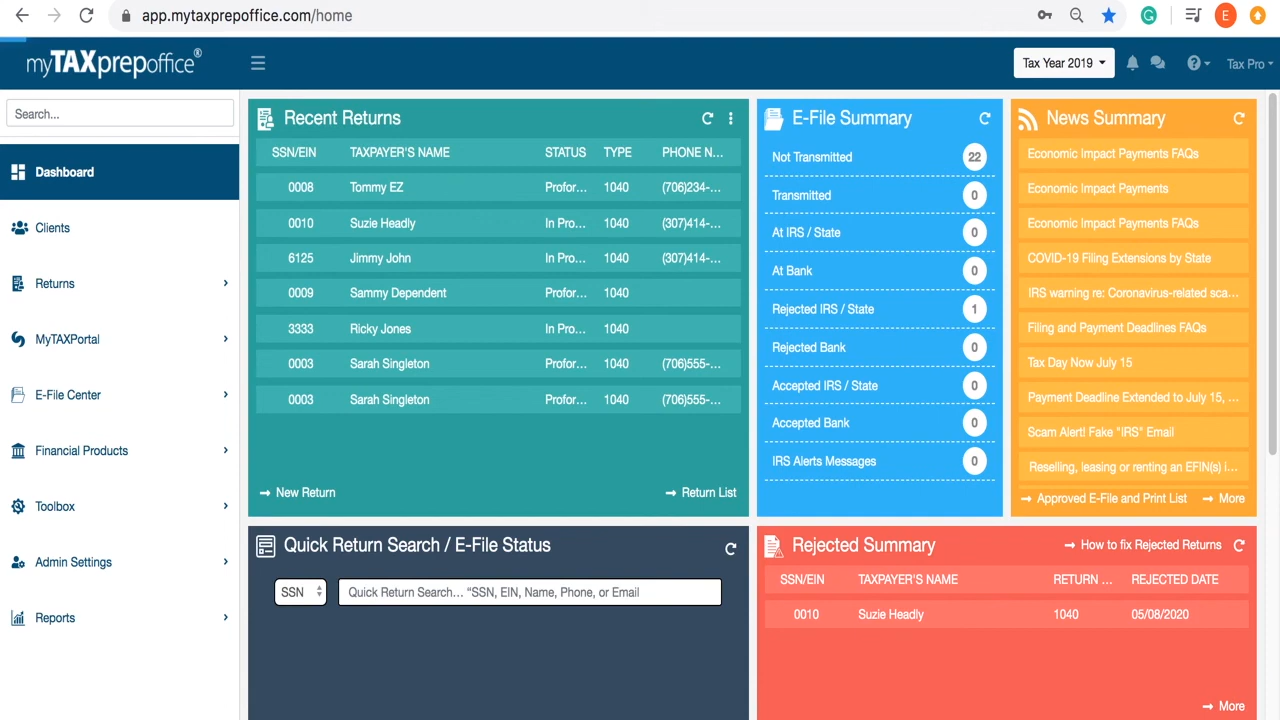 app.mytaxprepoffice.com/home
E
myTAXprepoffice®
Tax Year 2019
Tax Pro
Search...
Dashboard
Clients
Returns
MyTAXPortal
E-File Center
Financial Products
Toolbox
Admin Settings
Reports
Recent Returns
SSN/EIN TAXPAYER'S NAME STATUS TYPE PHONE N...
0008 Tommy EZ Profor... 1040 (706)234-...
0010 Suzie Headly In Pro... 1040 (307)414-...
6125 Jimmy John In Pro... 1040 (307)414-...
0009 Sammy Dependent Profor... 1040
3333 Ricky Jones In Pro... 1040
0003 Sarah Singleton Profor... 1040 (706)555-...
0003 Sarah Singleton Profor... 1040 (706)555-...
New Return Return List
E-File Summary
Not Transmitted 22
Transmitted 0
At IRS / State 0
At Bank 0
Rejected IRS / State 1
Rejected Bank 0
Accepted IRS / State 0
Accepted Bank 0
IRS Alerts Messages 0
News Summary
Economic Impact Payments FAQs
Economic Impact Payments
Economic Impact Payments FAQs
COVID-19 Filing Extensions by State
IRS warning re: Coronavirus-related sca...
Filing and Payment Deadlines FAQs
Tax Day Now July 15
Payment Deadline Extended to July 15, ...
Scam Alert! Fake "IRS" Email
Reselling, leasing or renting an EFIN(s) i...
Approved E-File and Print List More
Quick Return Search / E-File Status
SSN Quick Return Search... "SSN, EIN, Name, Phone, or Email
Rejected Summary How to fix Rejected Returns
SSN/EIN TAXPAYER'S NAME RETURN ... REJECTED DATE
0010 Suzie Headly 1040 05/08/2020
More